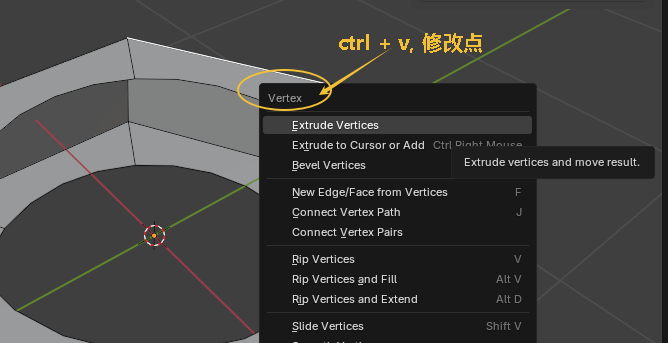 ctrl + v, 修改点
Vertex
Extrude Vertices
Extrude to Cursor or Add Ctrl Right Mouse
Extrude vertices and move result.
Bevel Vertices
New Edge/Face from Vertices F
Connect Vertex Path J
Connect Vertex Pairs
Rip Vertices V
Rip Vertices and Fill Alt V
Rip Vertices and Extend Alt D
Slide Vertices Shift V